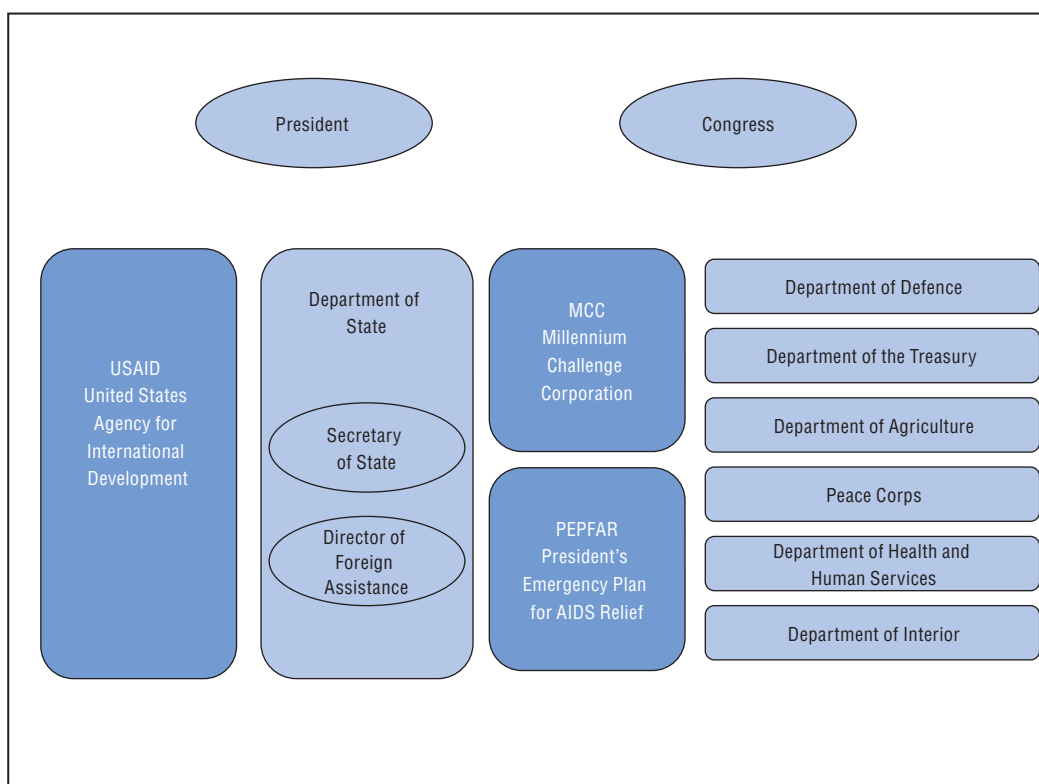 President
Congress
USAID
United States
Agency for
International
Development
Department of
State
Secretary
of State
Director of
Foreign
Assistance
MCC
Millennium
Challenge
Corporation
PEPFAR
President’s
Emergency Plan
for AIDS Relief
Department of Defence
Department of the Treasury
Department of Agriculture
Peace Corps
Department of Health and
Human Services
Department of Interior